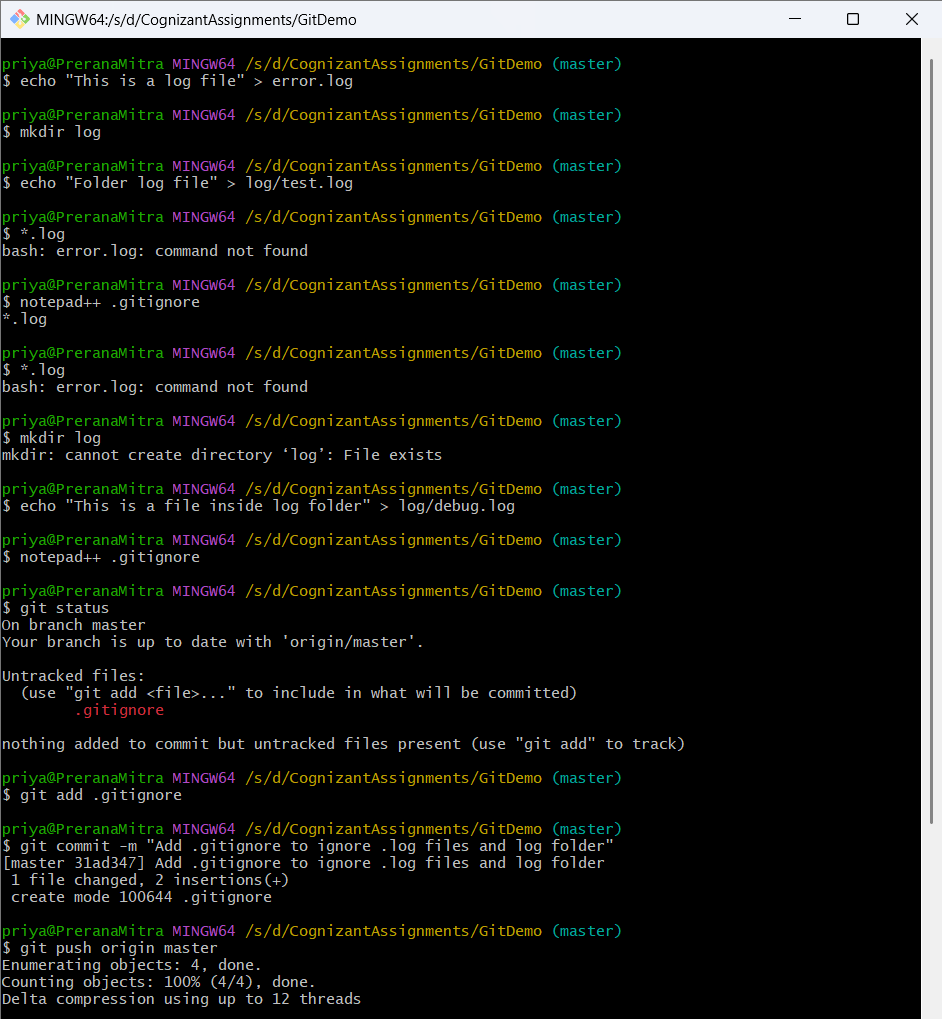 MINGW64:/s/d/CognizantAssignments/GitDemo
priya@PreranaMitra MINGW64 /s/d/CognizantAssignments/GitDemo (master)
$ echo "This is a log file" > error.log
priya@PreranaMitra MINGW64 /s/d/CognizantAssignments/GitDemo (master)
$ mkdir log
priya@PreranaMitra MINGW64 /s/d/CognizantAssignments/GitDemo (master)
$ echo "Folder log file" > log/test.log
priya@PreranaMitra MINGW64 /s/d/CognizantAssignments/GitDemo (master)
$ *.log
bash: error.log: command not found
priya@PreranaMitra MINGW64 /s/d/CognizantAssignments/GitDemo (master)
$ notepad++ .gitignore
*.log
priya@PreranaMitra MINGW64 /s/d/CognizantAssignments/GitDemo (master)
$ *.log
bash: error.log: command not found
priya@PreranaMitra MINGW64 /s/d/CognizantAssignments/GitDemo (master)
$ mkdir log
mkdir: cannot create directory ‘log’: File exists
priya@PreranaMitra MINGW64 /s/d/CognizantAssignments/GitDemo (master)
$ echo "This is a file inside log folder" > log/debug.log
priya@PreranaMitra MINGW64 /s/d/CognizantAssignments/GitDemo (master)
$ notepad++ .gitignore
priya@PreranaMitra MINGW64 /s/d/CognizantAssignments/GitDemo (master)
$ git status
On branch master
Your branch is up to date with 'origin/master'.
Untracked files:
  (use "git add <file>..." to include in what will be committed)
        .gitignore
nothing added to commit but untracked files present (use "git add" to track)
priya@PreranaMitra MINGW64 /s/d/CognizantAssignments/GitDemo (master)
$ git add .gitignore
priya@PreranaMitra MINGW64 /s/d/CognizantAssignments/GitDemo (master)
$ git commit -m "Add .gitignore to ignore .log files and log folder"
[master 31ad347] Add .gitignore to ignore .log files and log folder
 1 file changed, 2 insertions(+)
 create mode 100644 .gitignore
priya@PreranaMitra MINGW64 /s/d/CognizantAssignments/GitDemo (master)
$ git push origin master
Enumerating objects: 4, done.
Counting objects: 100% (4/4), done.
Delta compression using up to 12 threads